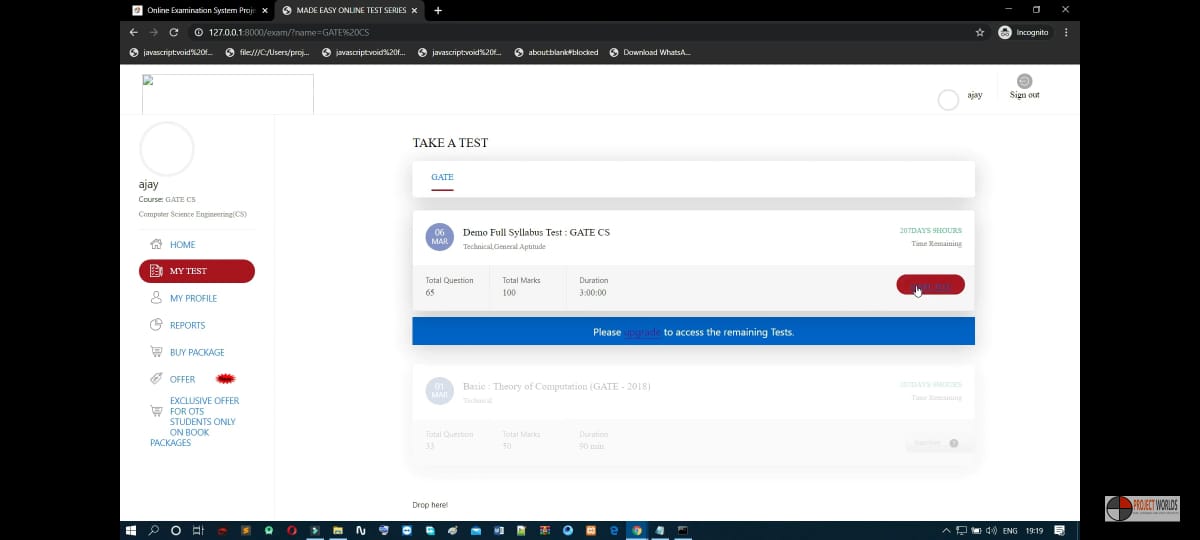 Online Examination System Proje
MADE EASY ONLINE TEST SERIES
127.0.0.1:8000/exam/?name=GATE%20CS
Incognito
javascript:void%20f...
file:///C:/Users/proj...
javascript:void%20f...
javascript:void%20f...
about:blank#blocked
Download WhatsA...
ajay
Sign out
ajay
Course: GATE CS
Computer Science Engineering(CS)
HOME
MY TEST
MY PROFILE
REPORTS
BUY PACKAGE
OFFER
EXCLUSIVE OFFER
FOR OTS
STUDENTS ONLY
ON BOOK
PACKAGES
TAKE A TEST
GATE
06
MAR
Demo Full Syllabus Test : GATE CS
Technical,General Aptitude
207DAYS 9HOURS
Time Remaining
Total Question
65
Total Marks
100
Duration
3:00:00
Please upgrade to access the remaining Tests.
01
MAR
Basic : Theory of Computation (GATE - 2018)
Technical
207DAYS 9HOURS
Time Remaining
Total Question
33
Total Marks
50
Duration
90 min
Drop here!
ENG
19:19
PROJECT WORLDS